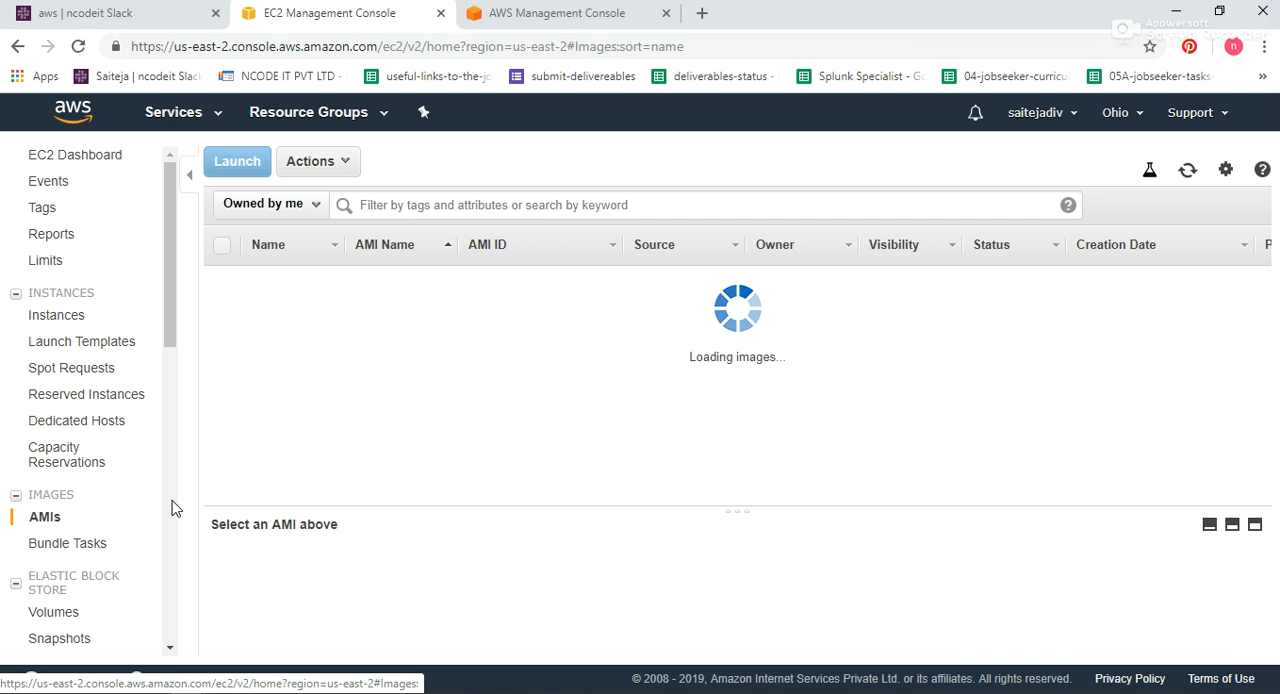 aws | ncodeit Slack
EC2 Management Console
AWS Management Console
Apowersoft
Screen Recorder
https://us-east-2.console.aws.amazon.com/ec2/v2/home?region=us-east-2#Images:sort=name
n
Apps
Saiteja | ncodeit Slac
NCODE IT PVT LTD -
useful-links-to-the-jo
submit-delivereables
deliverables-status -
Splunk Specialist - G
04-jobseeker-curricu
05A-jobseeker-tasks
»
aws
Services
Resource Groups
saitejadiv
Ohio
Support
EC2 Dashboard
Events
Tags
Reports
Limits
INSTANCES
Instances
Launch Templates
Spot Requests
Reserved Instances
Dedicated Hosts
Capacity
Reservations
IMAGES
AMIs
Bundle Tasks
ELASTIC BLOCK
STORE
Volumes
Snapshots
Launch
Actions
Owned by me
Filter by tags and attributes or search by keyword
Name
AMI Name
AMI ID
Source
Owner
Visibility
Status
Creation Date
P
Loading images...
Select an AMI above
https://us-east-2.console.aws.amazon.com/ec2/v2/home?region=us-east-2#Images:
© 2008 - 2019, Amazon Internet Services Private Ltd. or its affiliates. All rights reserved.
Privacy Policy
Terms of Use